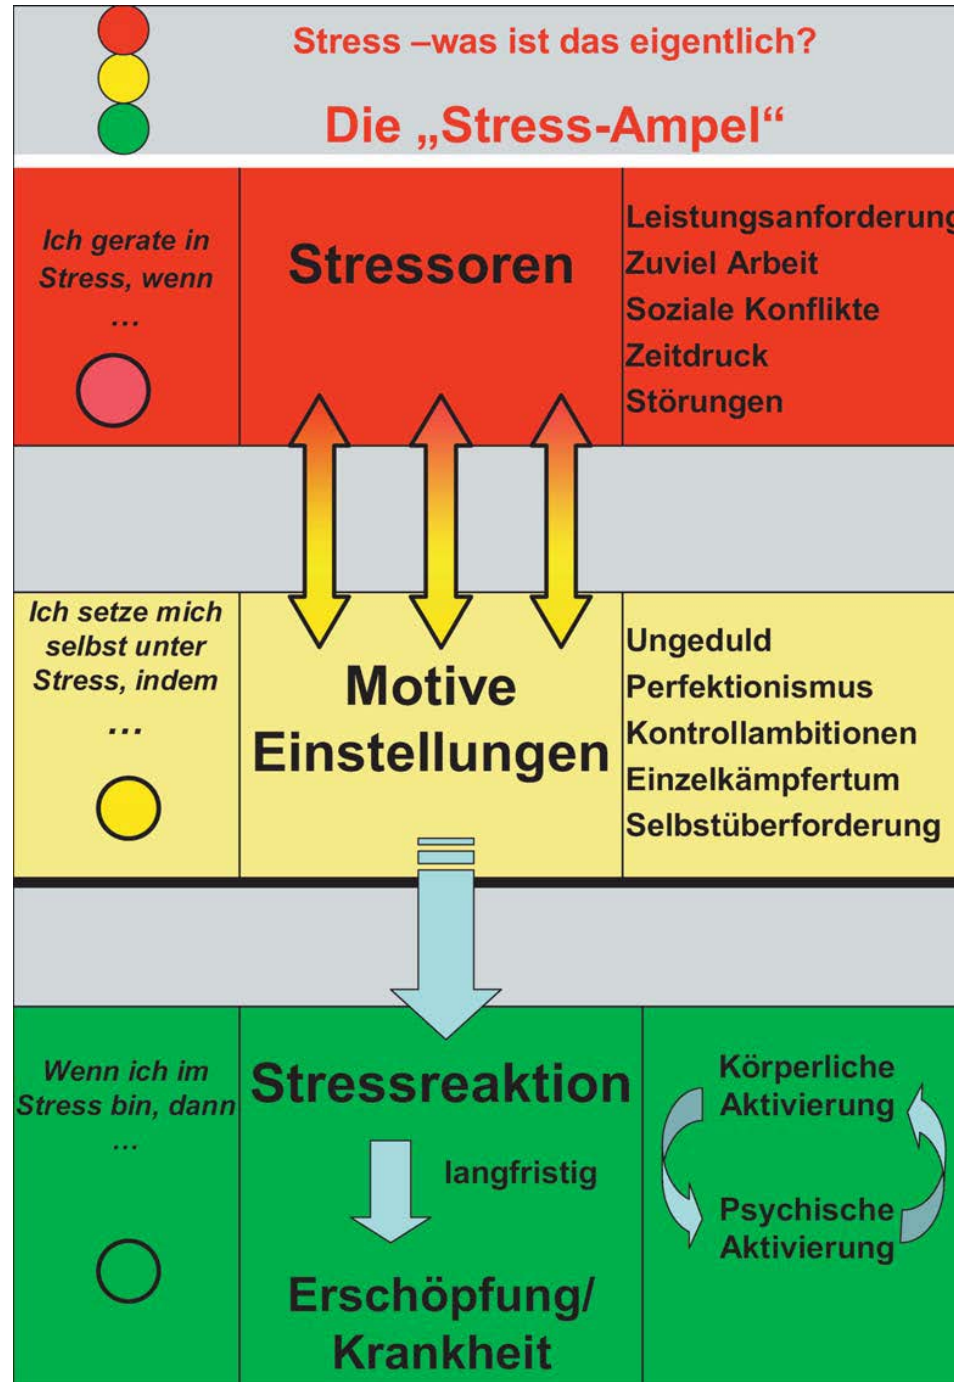 Stress –was ist das eigentlich?
Die „Stress-Ampel“
Ich gerate in
Stress, wenn
…
Stressoren
Leistungsanforderung
Zuviel Arbeit
Soziale Konflikte
Zeitdruck
Störungen
Ich setze mich
selbst unter
Stress, indem
…
Motive
Einstellungen
Ungeduld
Perfektionismus
Kontrollambitionen
Einzelkämpfertum
Selbstüberforderung
Wenn ich im
Stress bin, dann
…
Stressreaktion
langfristig
Erschöpfung/
Krankheit
Körperliche
Aktivierung
Psychische
Aktivierung